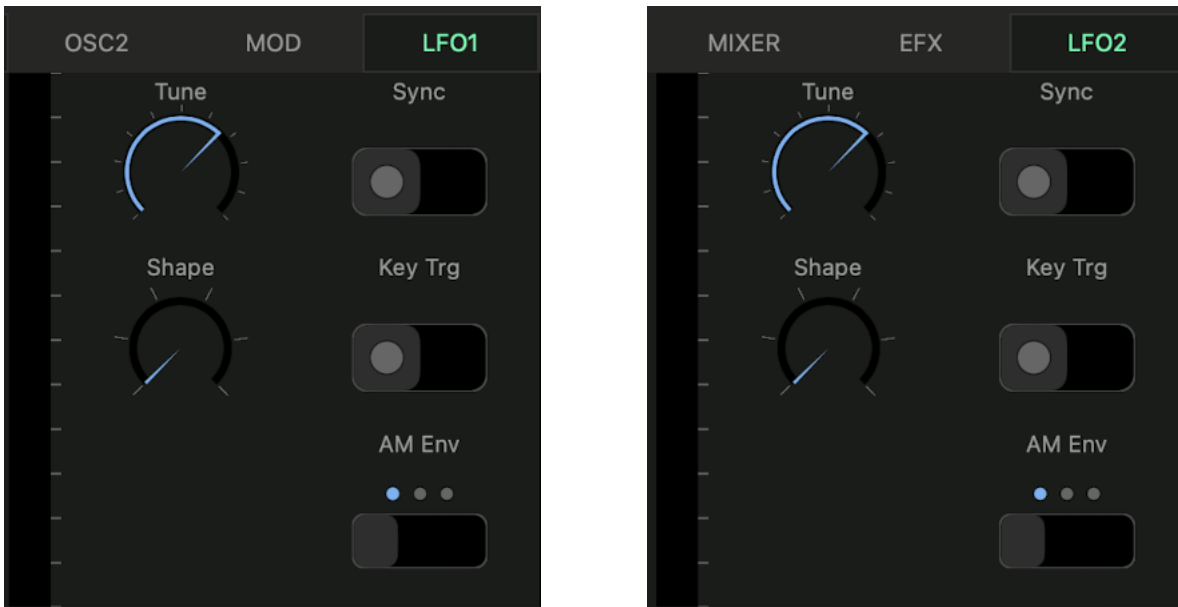 OSC2 MOD LFO1
Tune Sync
Shape Key Trg
AM Env
MIXER EFX LFO2
Tune Sync
Shape Key Trg
AM Env